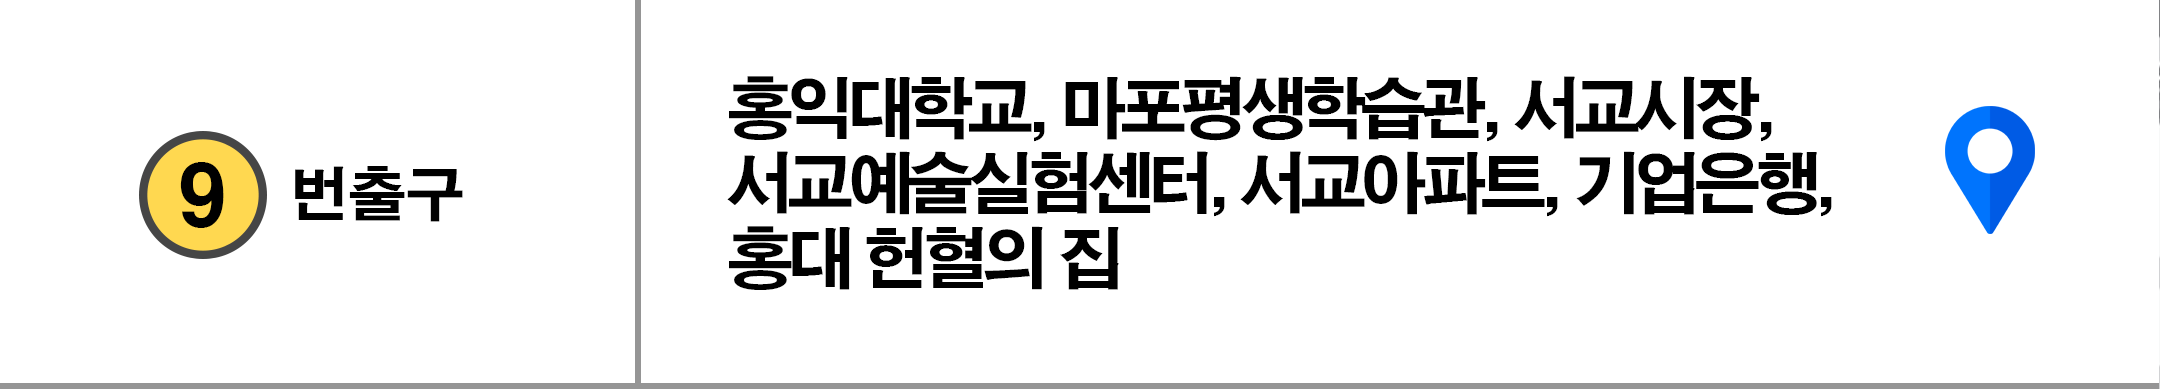 9 번출구
홍익대학교, 마포평생학습관, 서교시장,
서교예술실험센터, 서교아파트, 기업은행,
홍대 헌혈의 집